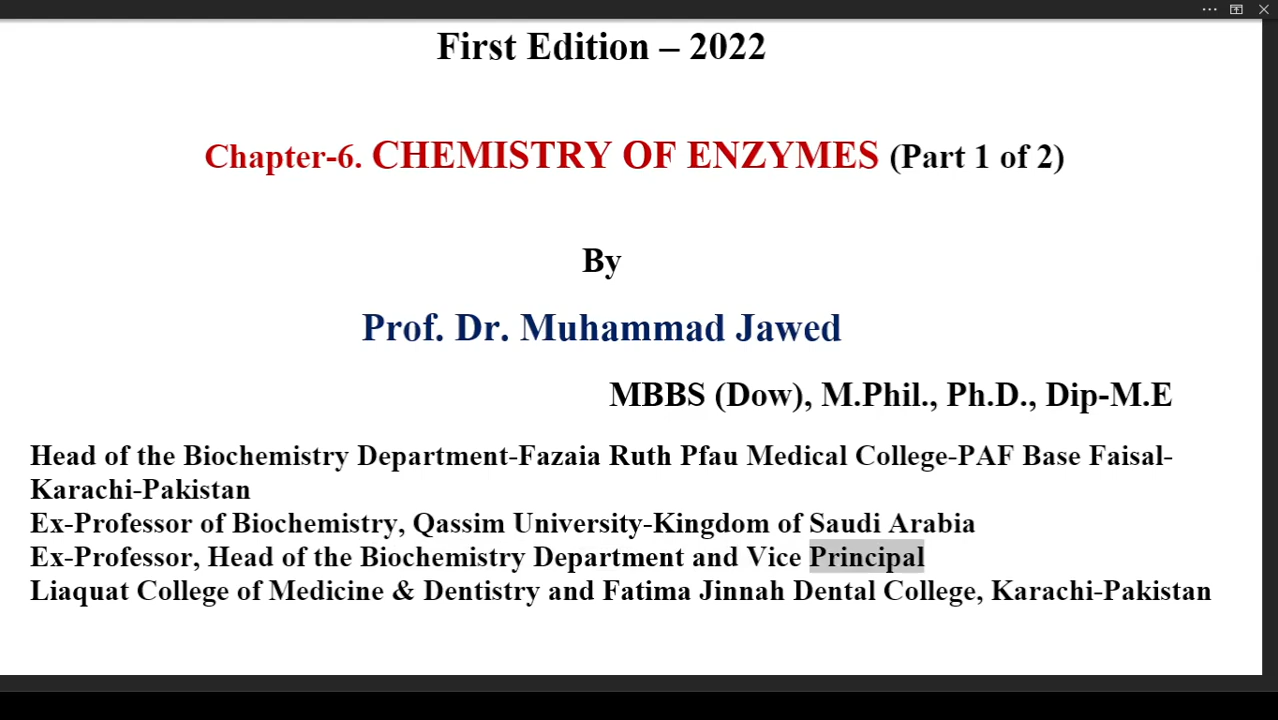 First Edition – 2022
Chapter-6. CHEMISTRY OF ENZYMES (Part 1 of 2)
By
Prof. Dr. Muhammad Jawed
MBBS (Dow), M.Phil., Ph.D., Dip-M.E
Head of the Biochemistry Department-Fazaia Ruth Pfau Medical College-PAF Base Faisal-
Karachi-Pakistan
Ex-Professor of Biochemistry, Qassim University-Kingdom of Saudi Arabia
Ex-Professor, Head of the Biochemistry Department and Vice Principal
Liaquat College of Medicine & Dentistry and Fatima Jinnah Dental College, Karachi-Pakistan